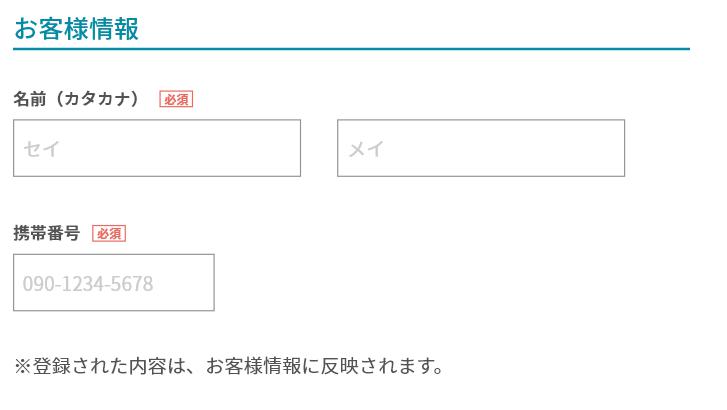 お客様情報
名前（カタカナ） 必須
セイ メイ
携帯番号 必須
090-1234-5678
※登録された内容は、お客様情報に反映されます。